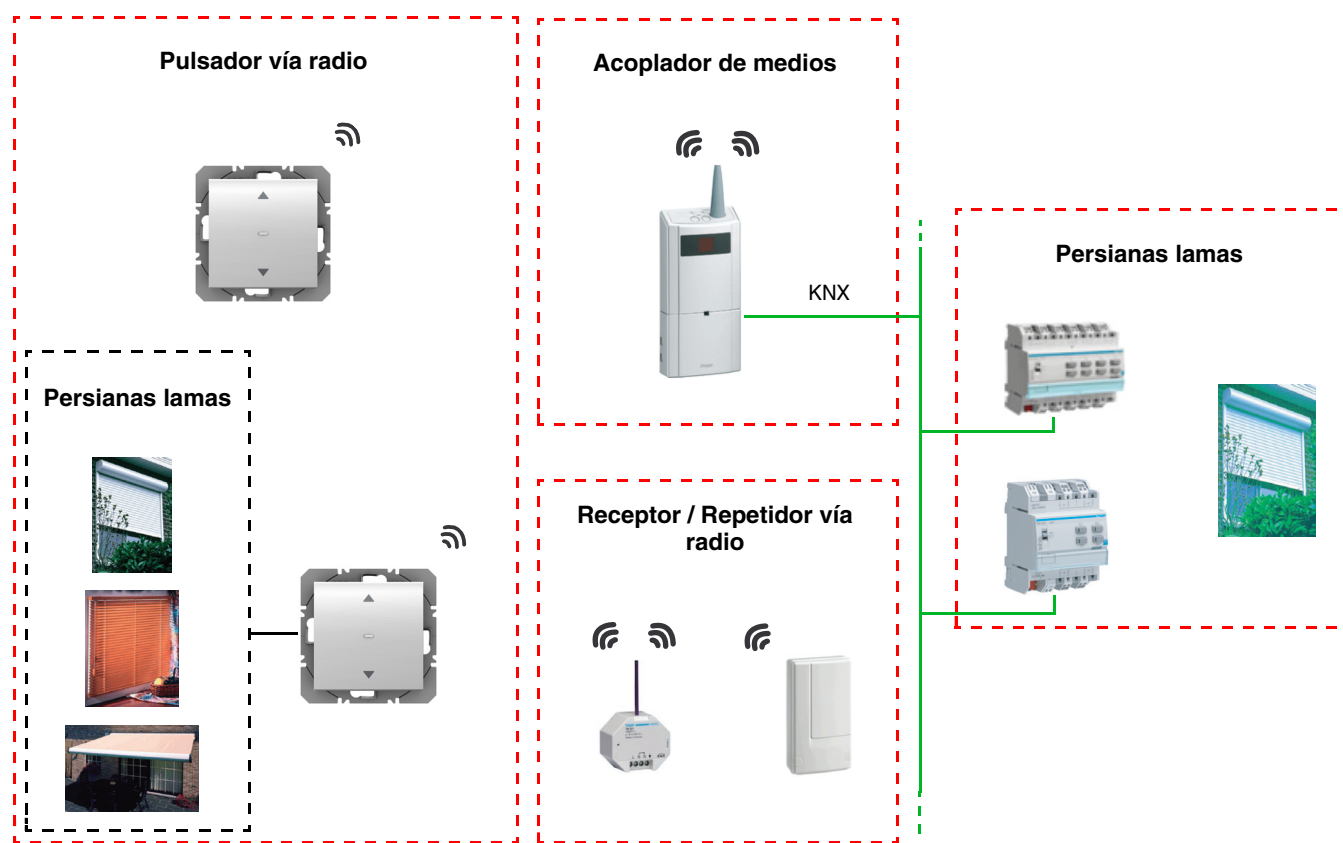 Pulsador vía radio
Acoplador de medios
Persianas lamas
KNX
Persianas lamas
Receptor / Repetidor vía
radio